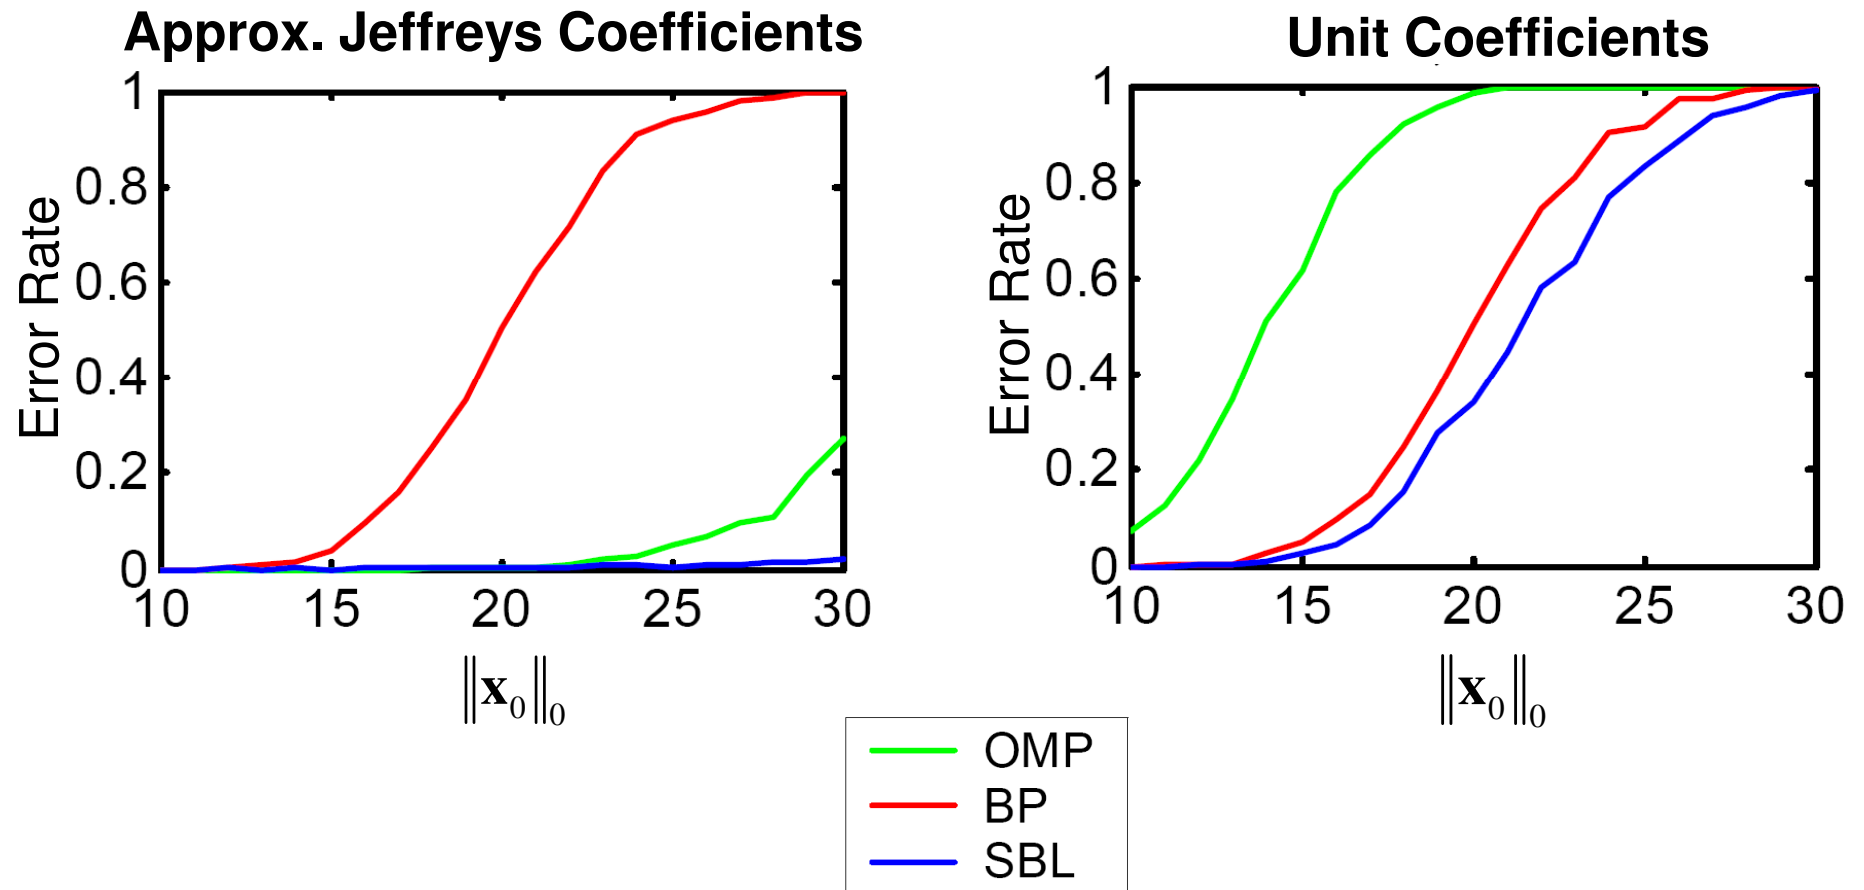 Approx. Jeffreys Coefficients
Error Rate
1
0.8
0.6
0.4
0.2
0
10 15 20 25 30
‖x₀‖₀
Unit Coefficients
Error Rate
1
0.8
0.6
0.4
0.2
0
10 15 20 25 30
‖x₀‖₀
OMP
BP
SBL